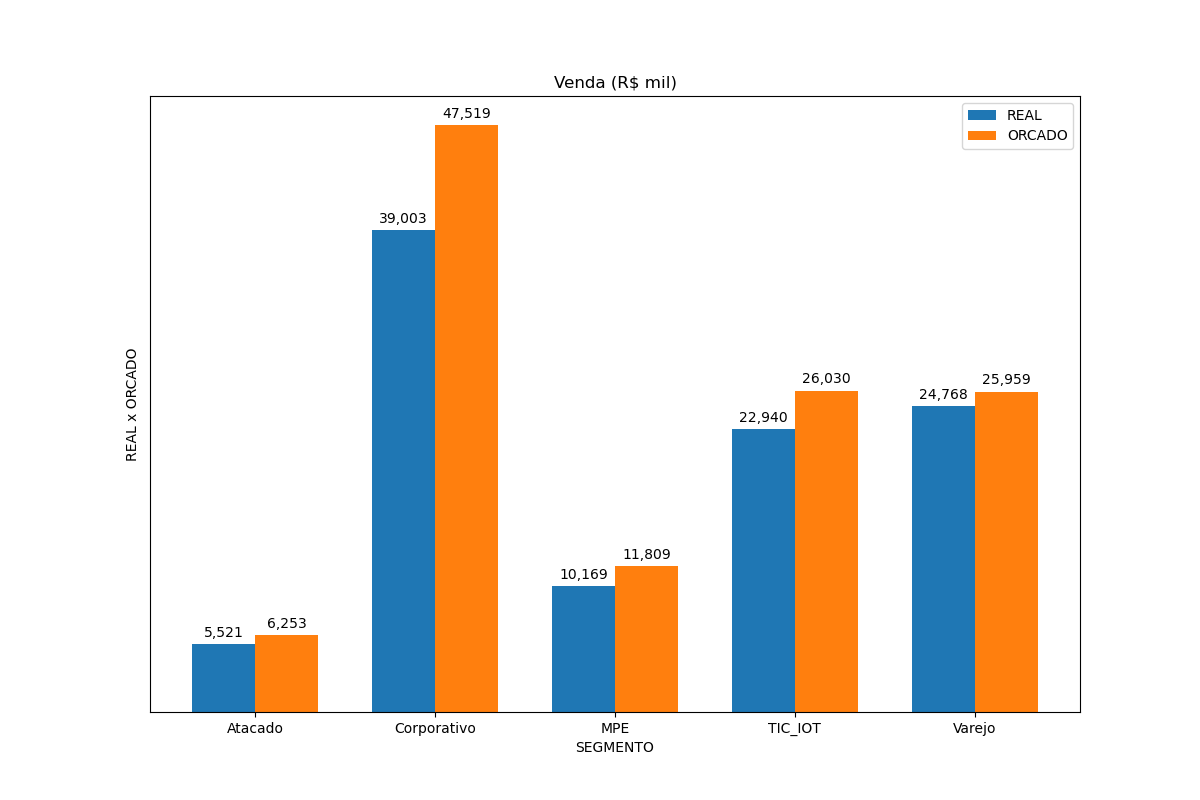 Venda (R$ mil)
REAL
ORCADO
47,519
39,003
26,030
25,959
24,768
22,940
11,809
10,169
6,253
5,521
REAL x ORCADO
Atacado
Corporativo
MPE
TIC_IOT
Varejo
SEGMENTO